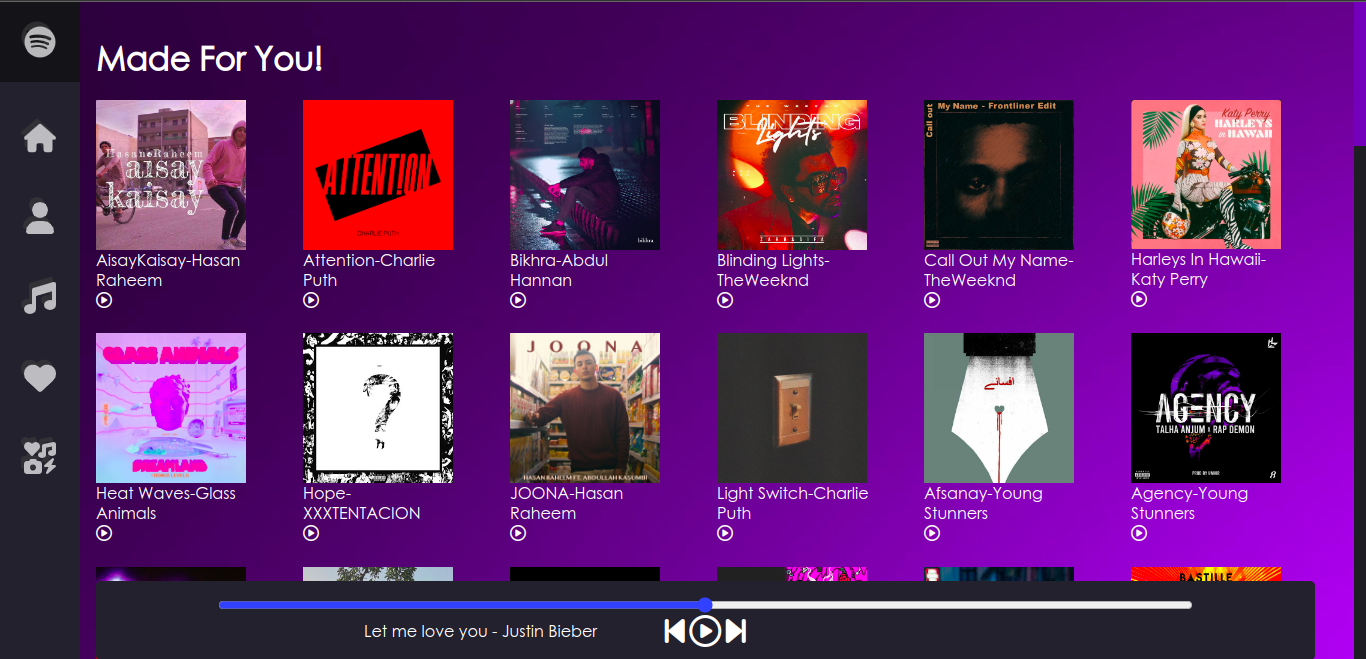 Made For You!
HasanRaheem
aisay
kaisay
ATTENTION
CHARLIE PUTH
bikhra
THE WEEKND
BLINDING
Lights
Call out
My Name - Frontliner Edit
Katy Perry
HARLEYS
in HAWAII
AisayKaisay-Hasan
Raheem
Attention-Charlie
Puth
Bikhra-Abdul
Hannan
Blinding Lights-
TheWeeknd
Call Out My Name-
TheWeeknd
Harleys In Hawaii-
Katy Perry
GLASS ANIMALS
DREAMLAND
?
JOONA
HASAN RAHEEM FT. ABDULLAH KASUMBI
افسانے
AGENCY
TALHA ANJUM x RAP DEMON
PROD BY UMAIR
Heat Waves-Glass
Animals
Hope-
XXXTENTACION
JOONA-Hasan
Raheem
Light Switch-Charlie
Puth
Afsanay-Young
Stunners
Agency-Young
Stunners
BASTILLE
Let me love you - Justin Bieber